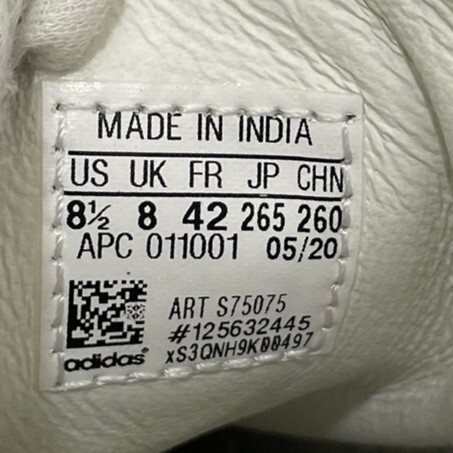 MADE IN INDIA
US UK FR JP CHN
8½ 8 42 265 260
APC 011001 05/20
ART S75075
#125632445
xS3QNH9K00497
adidas